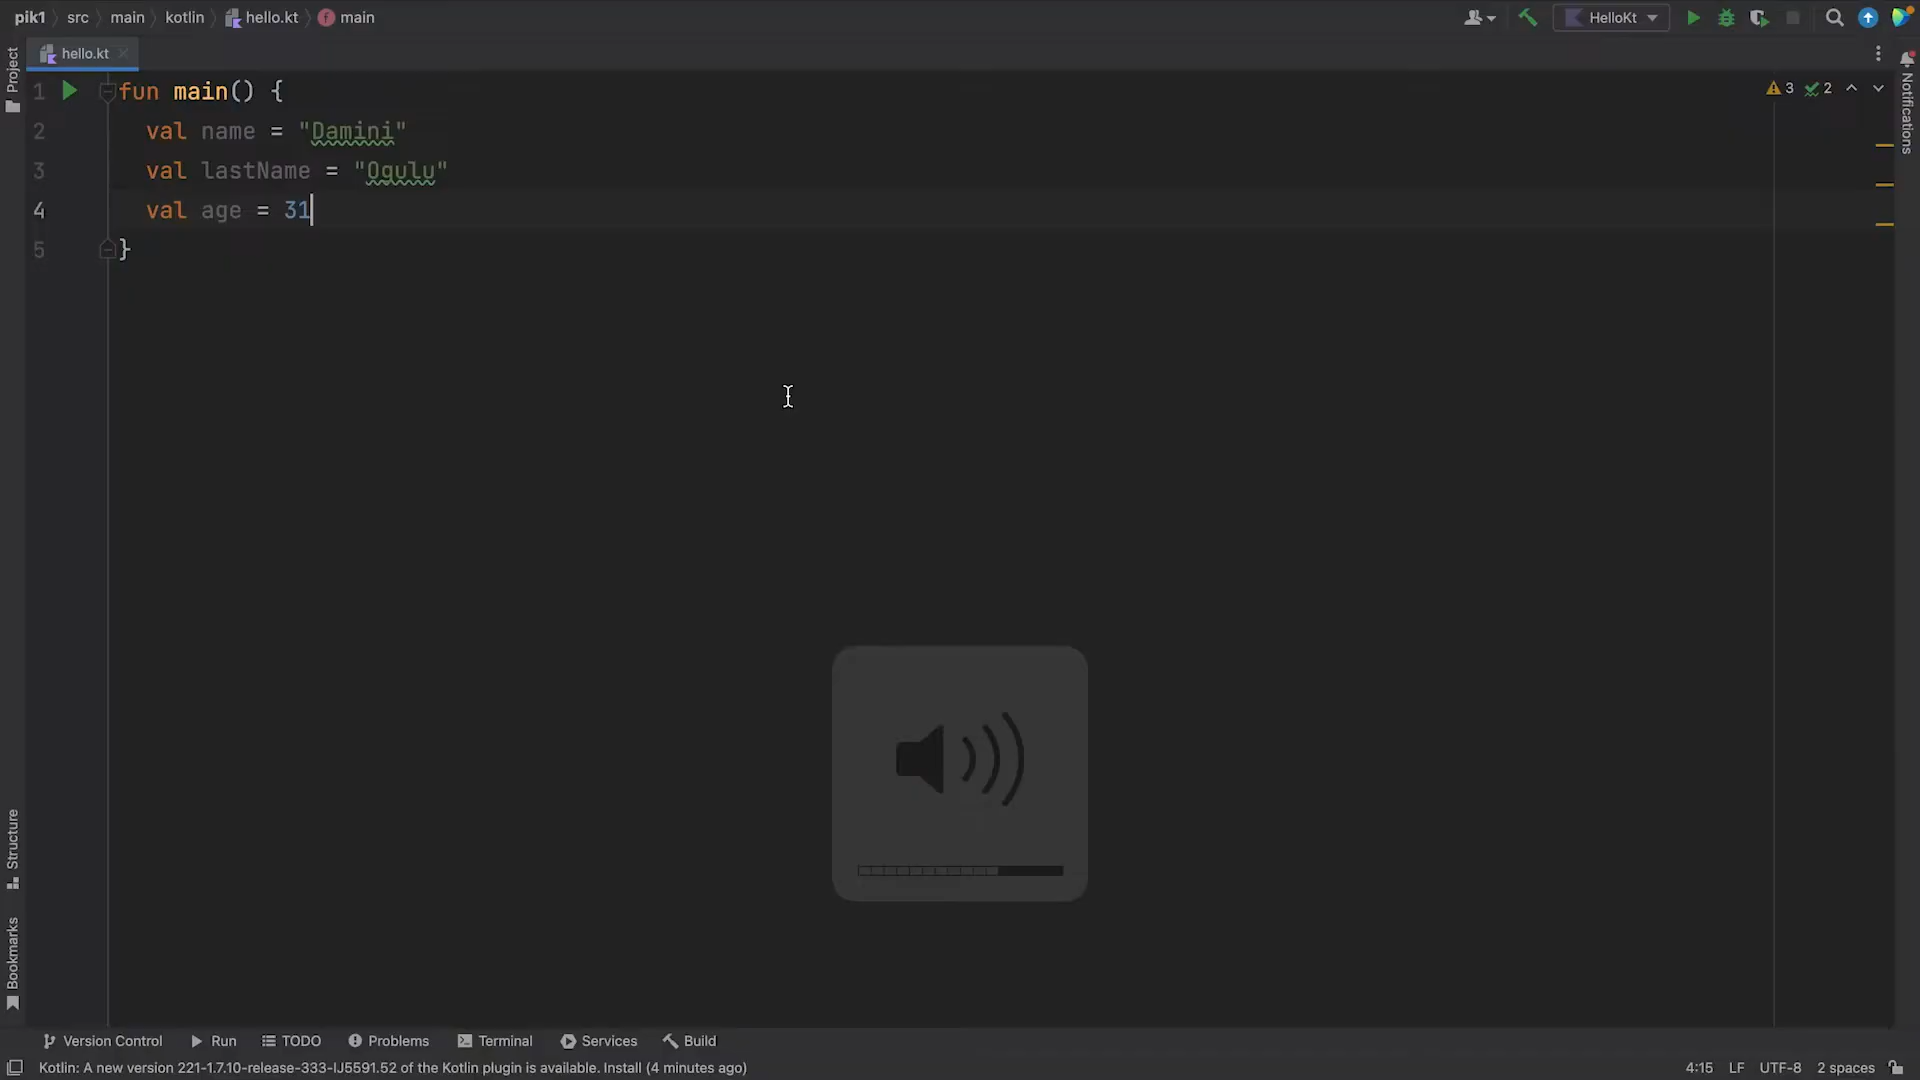 pik1 src main kotlin hello.kt main
HelloKt
hello.kt
Project
Notifications
3 2
1 fun main() {
2 val name = "Damini"
3 val lastName = "Ogulu"
4 val age = 31
5 }
Structure
Bookmarks
Version Control Run TODO Problems Terminal Services Build
Kotlin: A new version 221-1.7.10-release-333-IJ5591.52 of the Kotlin plugin is available. Install (4 minutes ago)
4:15 LF UTF-8 2 spaces